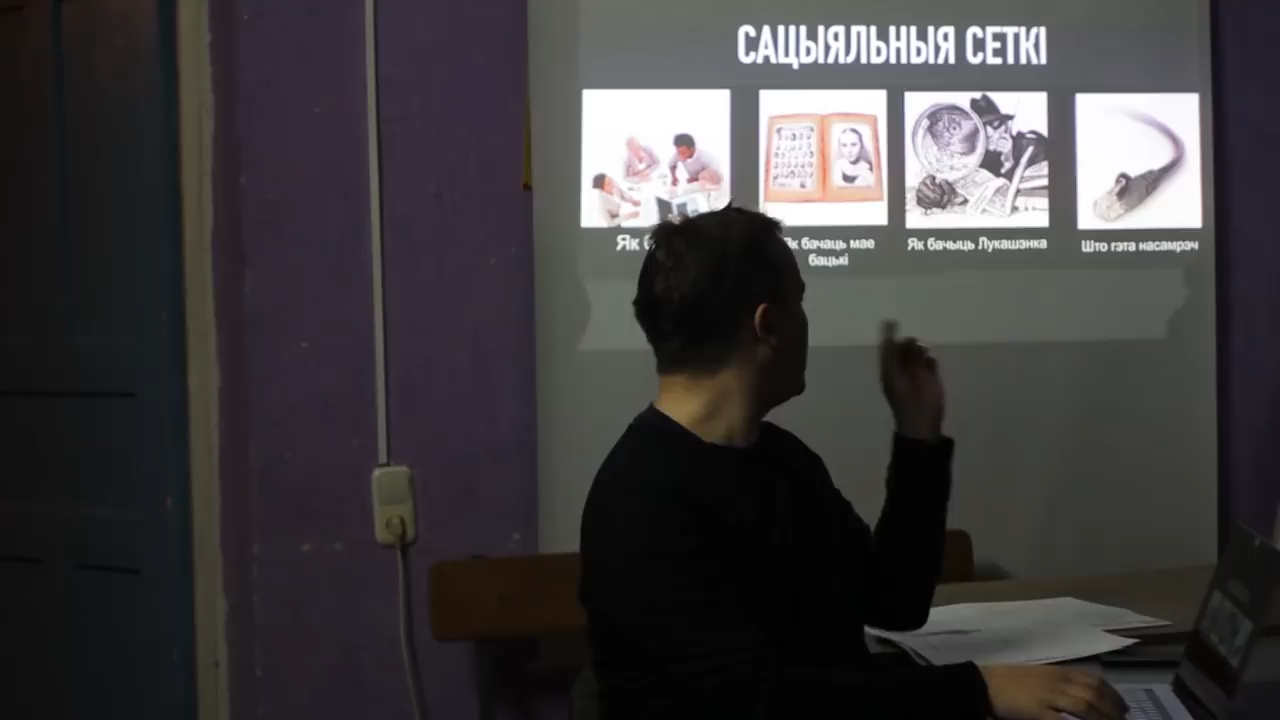 САЦЫЯЛЬНЫЯ СЕТКІ
Як
Як бачаць мае
бацькі
Як бачыць Лукашэнка
Што гэта насамрэч